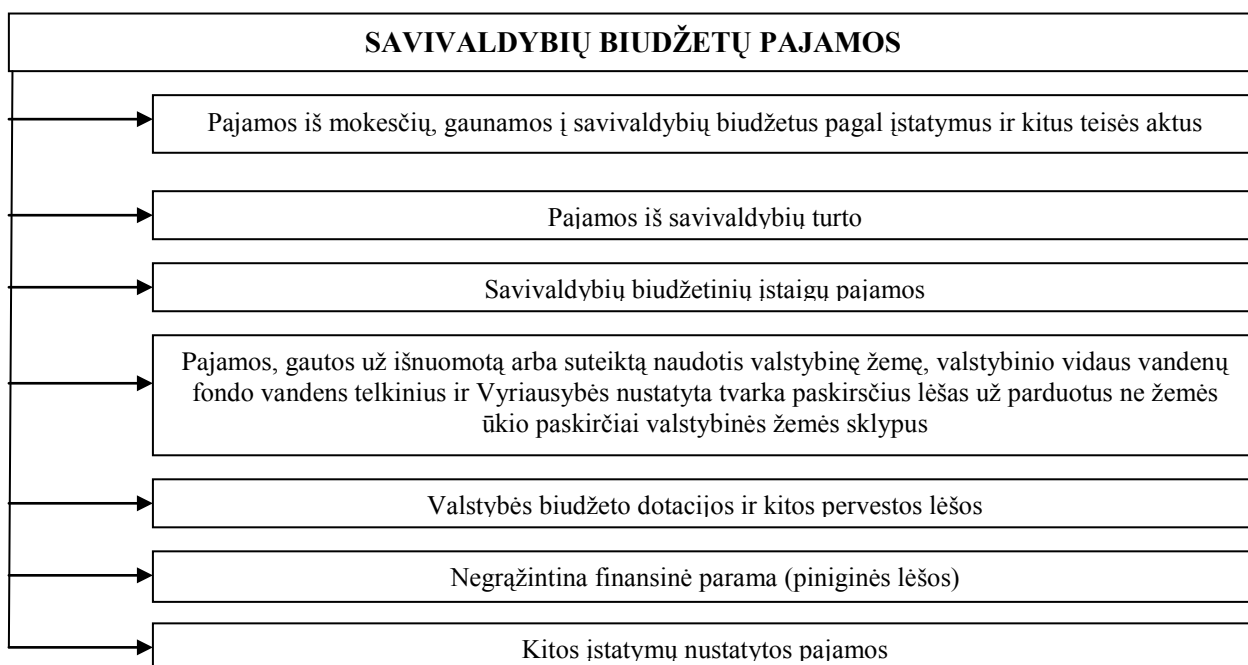 SAVIVALDYBIŲ BIUDŽETŲ PAJAMOS
Pajamos iš mokesčių, gaunamos į savivaldybių biudžetus pagal įstatymus ir kitus teisės aktus
Pajamos iš savivaldybių turto
Savivaldybių biudžetinių įstaigų pajamos
Pajamos, gautos už išnuomotą arba suteiktą naudotis valstybinę žemę, valstybinio vidaus vandenų
fondo vandens telkinius ir Vyriausybės nustatyta tvarka paskirsčius lėšas už parduotus ne žemės
ūkio paskirčiai valstybinės žemės sklypus
Valstybės biudžeto dotacijos ir kitos pervestos lėšos
Negrąžintina finansinė parama (piniginės lėšos)
Kitos įstatymų nustatytos pajamos